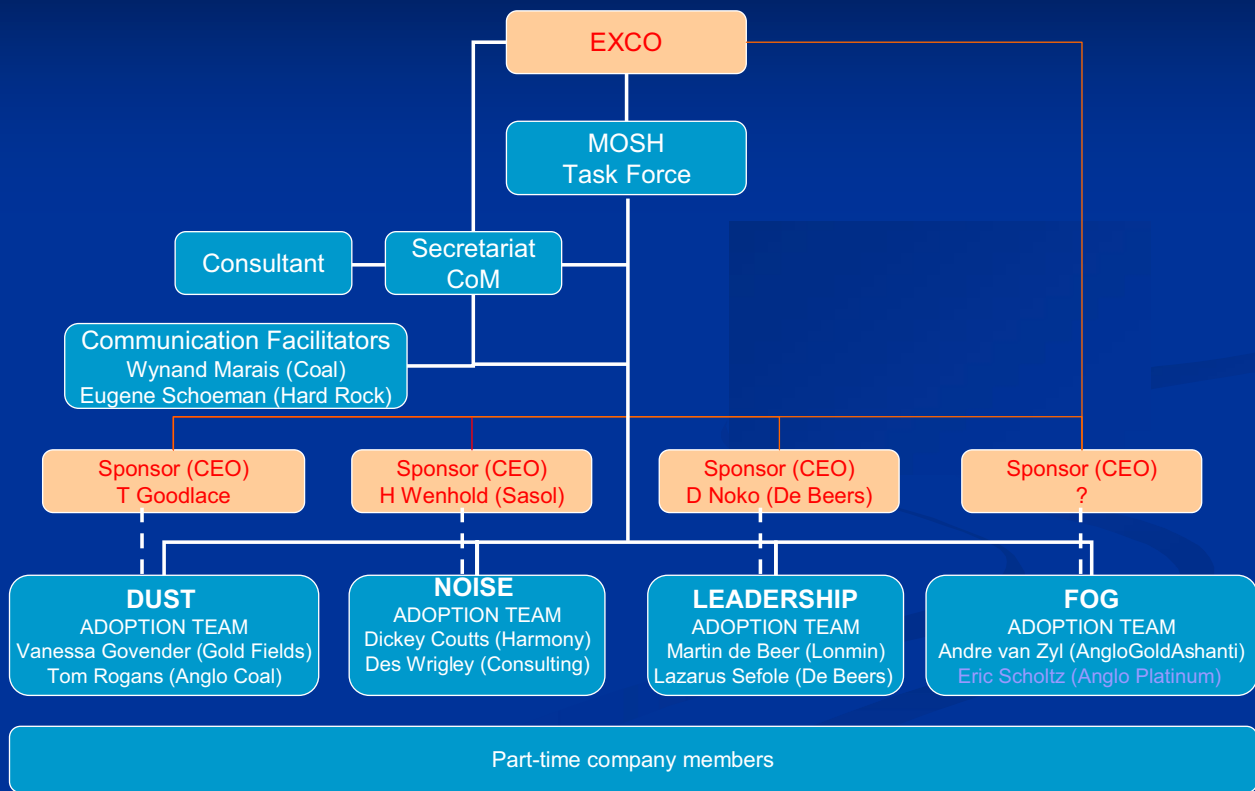 EXCO
MOSH
Task Force
Consultant
Secretariat
CoM
Communication Facilitators
Wynand Marais (Coal)
Eugene Schoeman (Hard Rock)
Sponsor (CEO)
T Goodlace
Sponsor (CEO)
H Wenhold (Sasol)
Sponsor (CEO)
D Noko (De Beers)
Sponsor (CEO)
?
DUST
ADOPTION TEAM
Vanessa Govender (Gold Fields)
Tom Rogans (Anglo Coal)
NOISE
ADOPTION TEAM
Dickey Coutts (Harmony)
Des Wrigley (Consulting)
LEADERSHIP
ADOPTION TEAM
Martin de Beer (Lonmin)
Lazarus Sefole (De Beers)
FOG
ADOPTION TEAM
Andre van Zyl (AngloGoldAshanti)
Eric Scholtz (Anglo Platinum)
Part-time company members